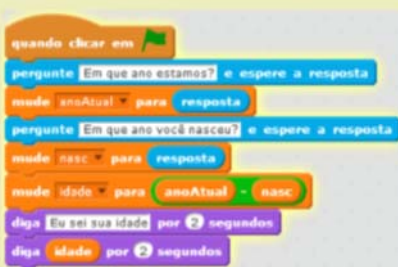 quando clicar em
pergunte Em que ano estamos? e espere a resposta
mude anoAtual para resposta
pergunte Em que ano você nasceu? e espere a resposta
mude nasc para resposta
mude idade para anoAtual - nasc
diga Eu sei sua idade por 2 segundos
diga idade por 2 segundos